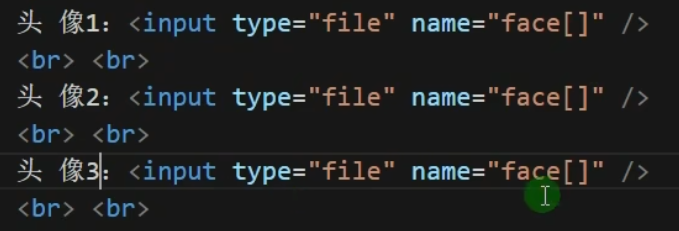 头 像1：<input type="file" name="face[]" />
<br> <br>
头 像2：<input type="file" name="face[]" />
<br> <br>
头 像3：<input type="file" name="face[]" />
<br> <br>